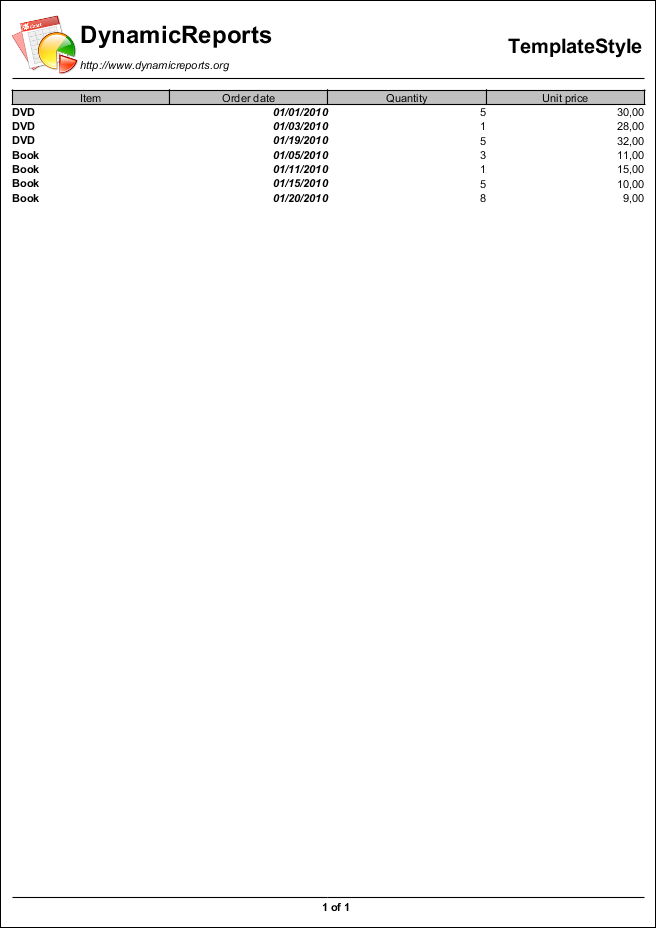 DynamicReports
TemplateStyle
http://www.dynamicreports.org
Item Order date Quantity Unit price
DVD 01/01/2010 5 30,00
DVD 01/03/2010 1 28,00
DVD 01/19/2010 5 32,00
Book 01/05/2010 3 11,00
Book 01/11/2010 1 15,00
Book 01/15/2010 5 10,00
Book 01/20/2010 8 9,00
1 of 1